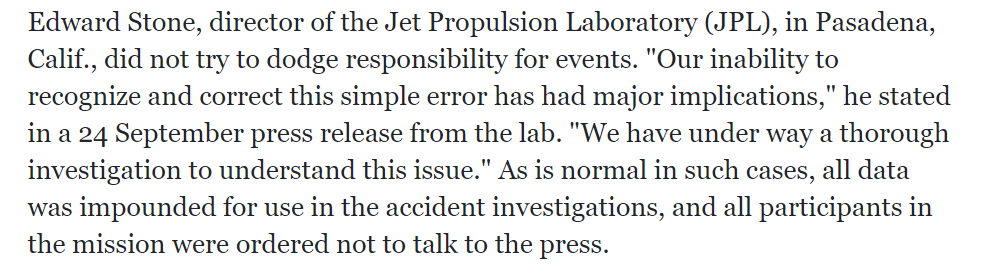 Edward Stone, director of the Jet Propulsion Laboratory (JPL), in Pasadena,
Calif., did not try to dodge responsibility for events. "Our inability to
recognize and correct this simple error has had major implications," he stated
in a 24 September press release from the lab. "We have under way a thorough
investigation to understand this issue." As is normal in such cases, all data
was impounded for use in the accident investigations, and all participants in
the mission were ordered not to talk to the press.